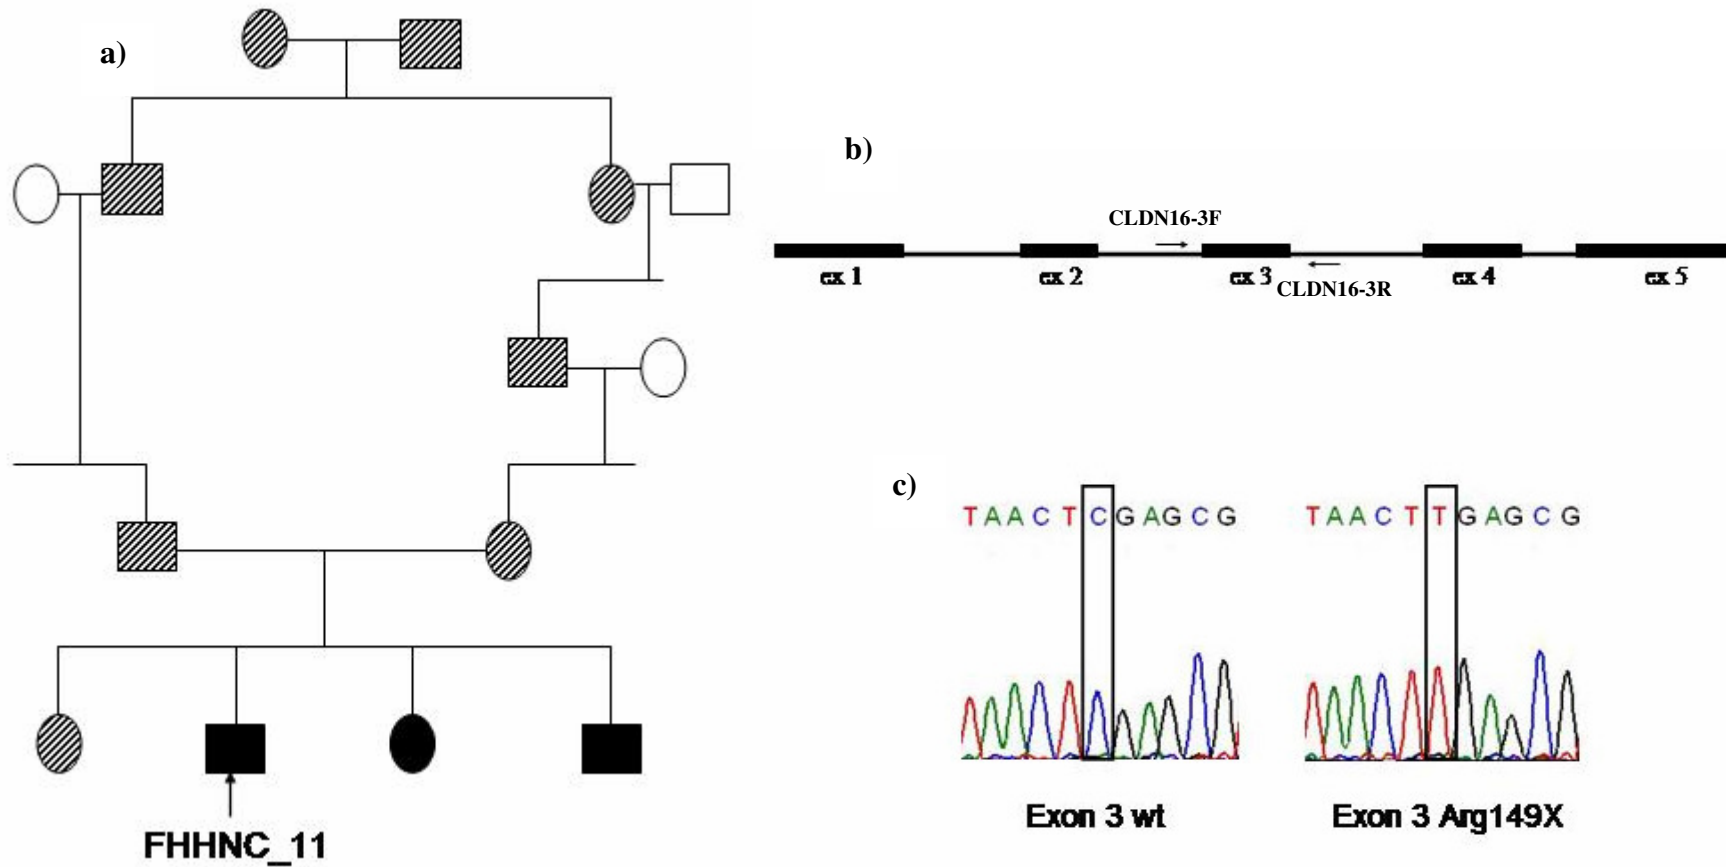 a)
FHHNC_11
b)
CLDN16-3F
ex 1 ex 2 ex 3 ex 4 ex 5
CLDN16-3R
c)
TAACTCGAGCG TAACTTGAGCG
Exon 3 wt Exon 3 Arg149X